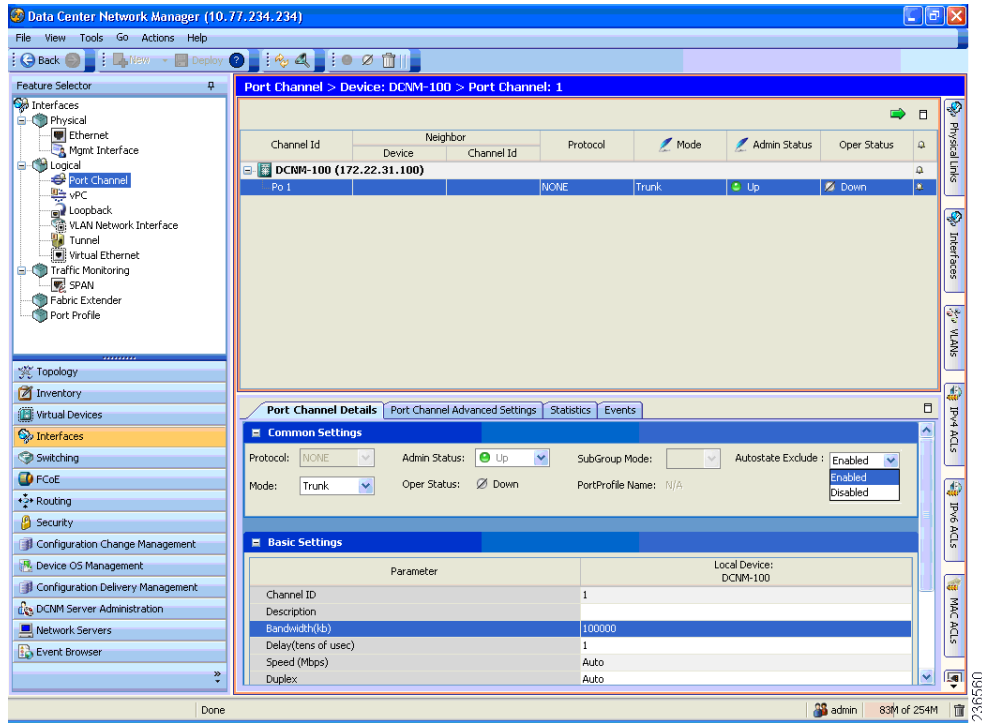 Data Center Network Manager (10.77.234.234)
File View Tools Go Actions Help
Back New Deploy
Feature Selector
Interfaces
Physical
Ethernet
Mgmt Interface
Logical
Port Channel
vPC
Loopback
VLAN Network Interface
Tunnel
Virtual Ethernet
Traffic Monitoring
SPAN
Fabric Extender
Port Profile
Topology
Inventory
Virtual Devices
Interfaces
Switching
FCoE
Routing
Security
Configuration Change Management
Device OS Management
Configuration Delivery Management
DCNM Server Administration
Network Servers
Event Browser
Port Channel > Device: DCNM-100 > Port Channel: 1
Channel Id Neighbor Protocol Mode Admin Status Oper Status
Device Channel Id
DCNM-100 (172.22.31.100)
Po 1 NONE Trunk Up Down
Port Channel Details Port Channel Advanced Settings Statistics Events
Common Settings
Protocol: NONE Admin Status: Up SubGroup Mode: Autostate Exclude : Enabled
Mode: Trunk Oper Status: Down PortProfile Name: N/A
Enabled
Disabled
Basic Settings
Parameter Local Device:
DCNM-100
Channel ID 1
Description
Bandwidth(kb) 100000
Delay(tens of usec) 1
Speed (Mbps) Auto
Duplex Auto
Physical Links
Interfaces
VLANs
IPv4 ACLs
IPv6 ACLs
MAC ACLs
Done admin 83M of 254M
236560